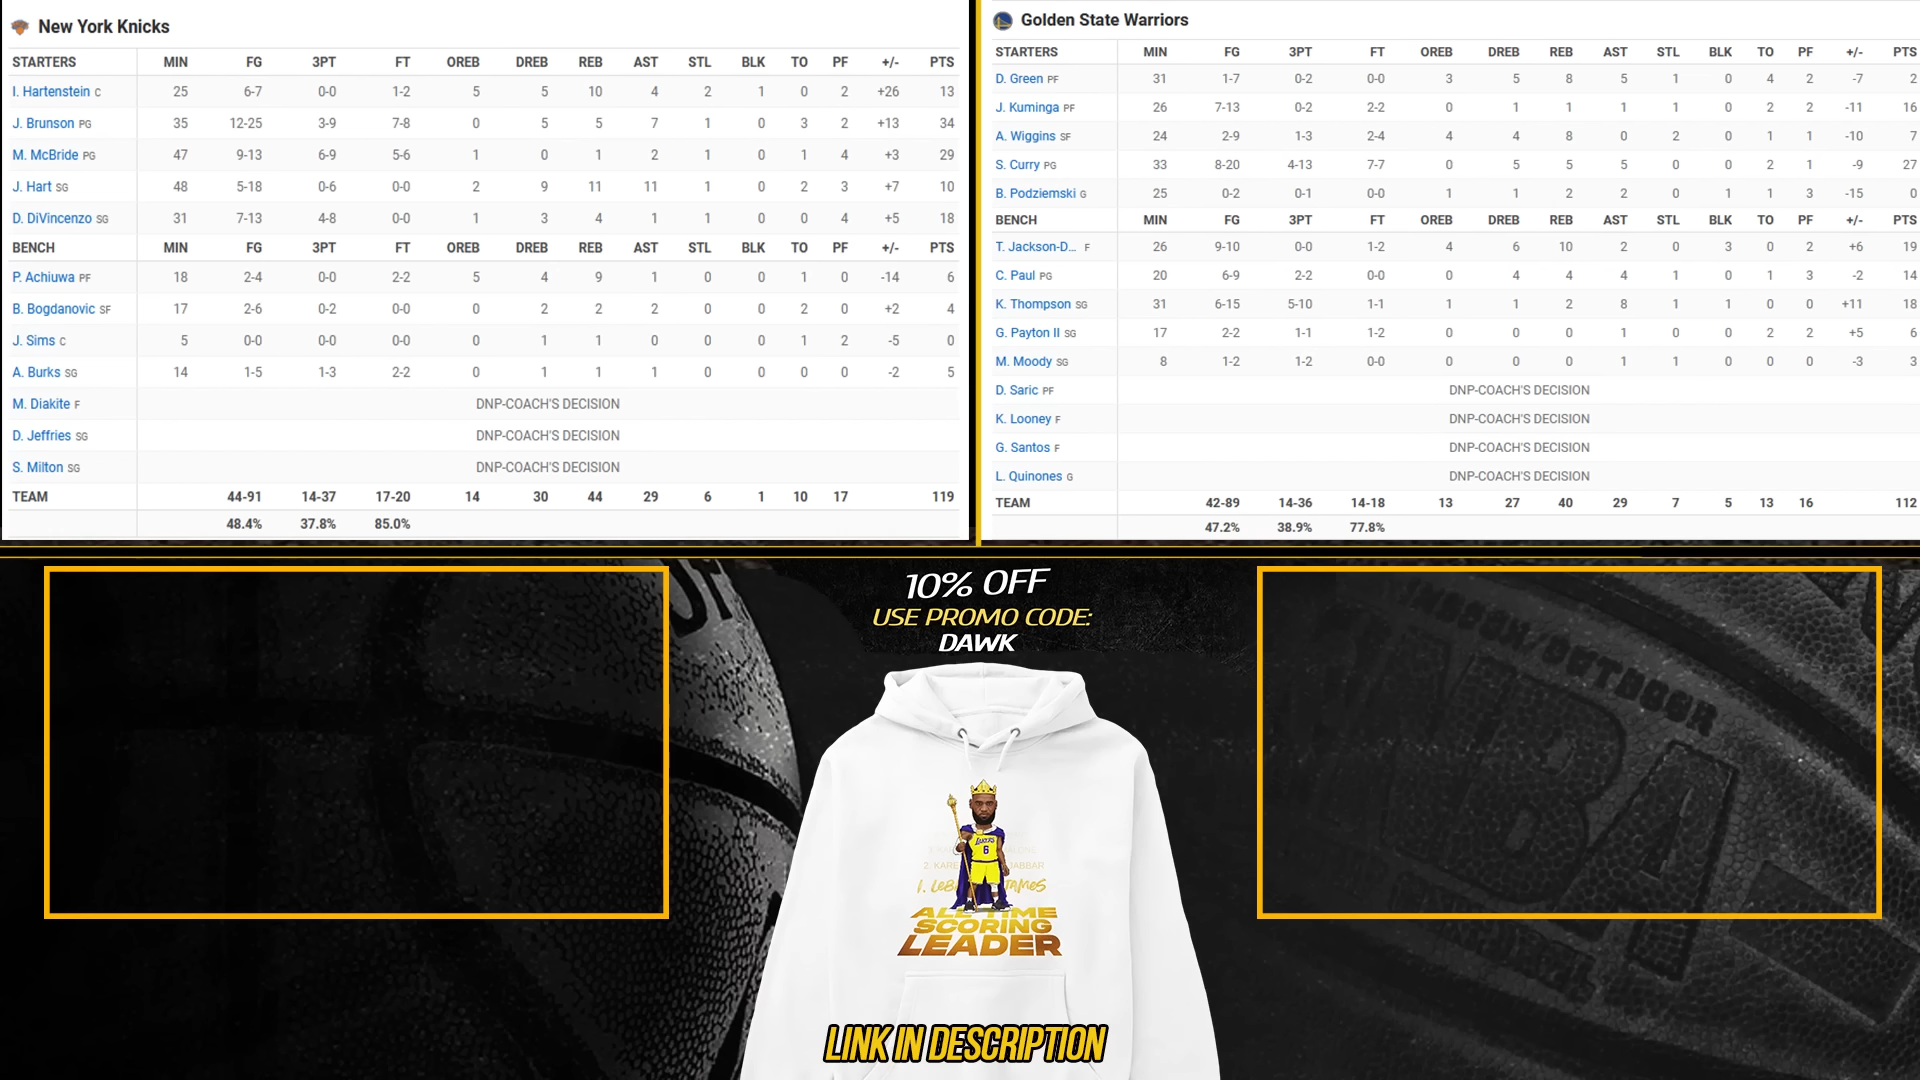 New York Knicks
STARTERS MIN FG 3PT FT OREB DREB REB AST STL BLK TO PF +/- PTS
I. Hartenstein C 25 6-7 0-0 1-2 5 5 10 4 2 1 0 2 +26 13
J. Brunson PG 35 12-25 3-9 7-8 0 5 5 7 1 0 3 2 +13 34
M. McBride PG 47 9-13 6-9 5-6 1 0 1 2 1 0 1 4 +3 29
J. Hart SG 48 5-18 0-6 0-0 2 9 11 11 1 0 2 3 +7 10
D. DiVincenzo SG 31 7-13 4-8 0-0 1 3 4 1 1 0 0 4 +5 18
BENCH MIN FG 3PT FT OREB DREB REB AST STL BLK TO PF +/- PTS
P. Achiuwa PF 18 2-4 0-0 2-2 5 4 9 1 0 0 1 0 -14 6
B. Bogdanovic SF 17 2-6 0-2 0-0 0 2 2 2 0 0 2 0 +2 4
J. Sims C 5 0-0 0-0 0-0 0 1 1 0 0 0 1 2 -5 0
A. Burks SG 14 1-5 1-3 2-2 0 1 1 1 0 0 0 0 -2 5
M. Diakite F DNP-COACH'S DECISION
D. Jeffries SG DNP-COACH'S DECISION
S. Milton SG DNP-COACH'S DECISION
TEAM 44-91 14-37 17-20 14 30 44 29 6 1 10 17 119
48.4% 37.8% 85.0%
Golden State Warriors
STARTERS MIN FG 3PT FT OREB DREB REB AST STL BLK TO PF +/- PTS
D. Green PF 31 1-7 0-2 0-0 3 5 8 5 1 0 4 2 -7 2
J. Kuminga PF 26 7-13 0-2 2-2 0 1 1 1 1 0 2 2 -11 16
A. Wiggins SF 24 2-9 1-3 2-4 4 4 8 0 2 0 1 1 -10 7
S. Curry PG 33 8-20 4-13 7-7 0 5 5 5 0 0 2 1 -9 27
B. Podziemski G 25 0-2 0-1 0-0 1 1 2 2 0 1 1 3 -15 0
BENCH MIN FG 3PT FT OREB DREB REB AST STL BLK TO PF +/- PTS
T. Jackson-D... F 26 9-10 0-0 1-2 4 6 10 2 0 3 0 2 +6 19
C. Paul PG 20 6-9 2-2 0-0 0 4 4 4 1 0 1 3 -2 14
K. Thompson SG 31 6-15 5-10 1-1 1 1 2 8 1 1 0 0 +11 18
G. Payton II SG 17 2-2 1-1 1-2 0 0 0 1 0 0 2 2 +5 6
M. Moody SG 8 1-2 1-2 0-0 0 0 0 1 1 0 0 0 -3 3
D. Saric PF DNP-COACH'S DECISION
K. Looney F DNP-COACH'S DECISION
G. Santos F DNP-COACH'S DECISION
L. Quinones G DNP-COACH'S DECISION
TEAM 42-89 14-36 14-18 13 27 40 29 7 5 13 16 112
47.2% 38.9% 77.8%
10% OFF
USE PROMO CODE:
DAWK
INDOOR/OUTDOOR
NBA
LAKERS
6
2. KARE JABBAR
1. LEB JAMES
ALL TIME
SCORING
LEADER
LINK IN DESCRIPTION